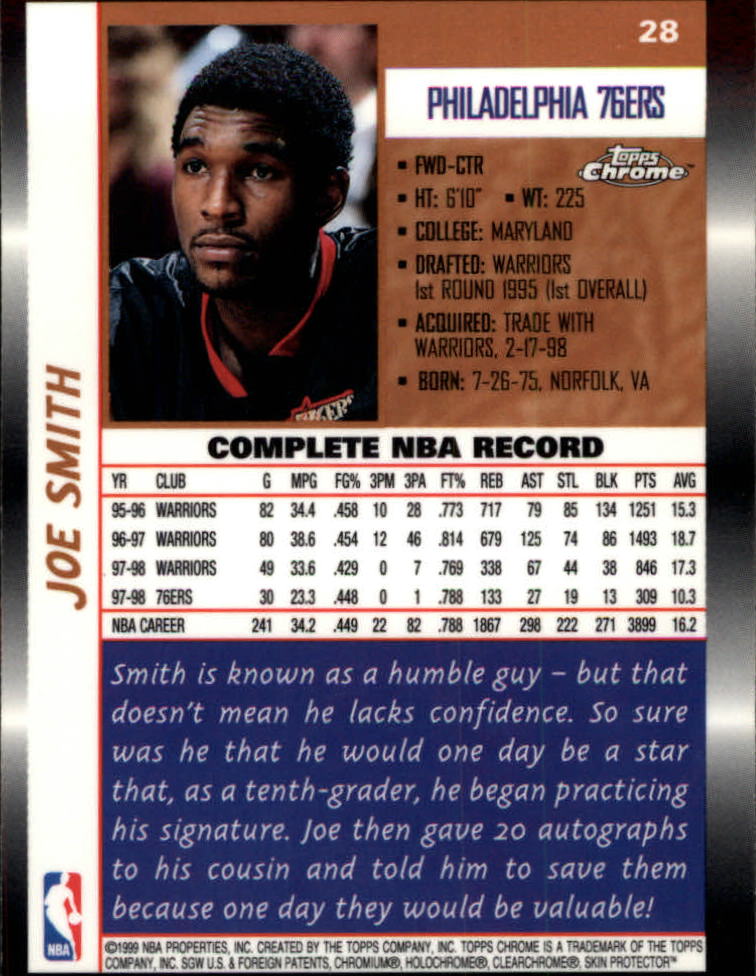 28
PHILADELPHIA 76ERS
Topps
Chrome™
▪ FWD-CTR
▪ HT: 6'10" ▪ WT: 225
▪ COLLEGE: MARYLAND
▪ DRAFTED: WARRIORS
1st ROUND 1995 (1st OVERALL)
▪ ACQUIRED: TRADE WITH
WARRIORS, 2-17-98
▪ BORN: 7-26-75, NORFOLK, VA
JOE SMITH
COMPLETE NBA RECORD
YR CLUB G MPG FG% 3PM 3PA FT% REB AST STL BLK PTS AVG
95-96 WARRIORS 82 34.4 .458 10 28 .773 717 79 85 134 1251 15.3
96-97 WARRIORS 80 38.6 .454 12 46 .814 679 125 74 86 1493 18.7
97-98 WARRIORS 49 33.6 .429 0 7 .769 338 67 44 38 846 17.3
97-98 76ERS 30 23.3 .448 0 1 .788 133 27 19 13 309 10.3
NBA CAREER 241 34.2 .449 22 82 .788 1867 298 222 271 3899 16.2
Smith is known as a humble guy – but that
doesn't mean he lacks confidence. So sure
was he that he would one day be a star
that, as a tenth-grader, he began practicing
his signature. Joe then gave 20 autographs
to his cousin and told him to save them
because one day they would be valuable!
NBA
©1999 NBA PROPERTIES, INC. CREATED BY THE TOPPS COMPANY, INC. TOPPS CHROME IS A TRADEMARK OF THE TOPPS
COMPANY, INC. SGW U.S. & FOREIGN PATENTS, CHROMIUM®, HOLOCHROME®, CLEARCHROME®, SKIN PROTECTOR™